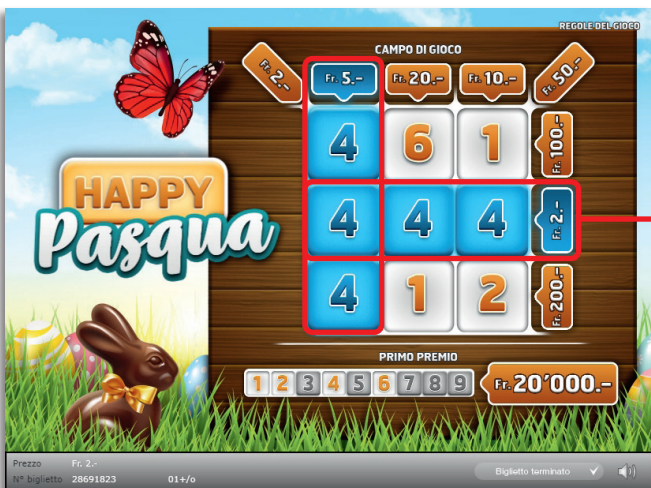 REGOLE DEL GIOCO
CAMPO DI GIOCO
Fr. 2.- Fr. 5.- Fr. 20.- Fr. 10.- Fr. 50.-
4 6 1 Fr. 100.-
HAPPY
Pasqua
4 4 4 Fr. 2.-
4 1 2 Fr. 200.-
PRIMO PREMIO
1 2 3 4 5 6 7 8 9 Fr. 20'000.-
Prezzo Fr. 2.-
N° biglietto 28691823 01+/o
Biglietto terminato